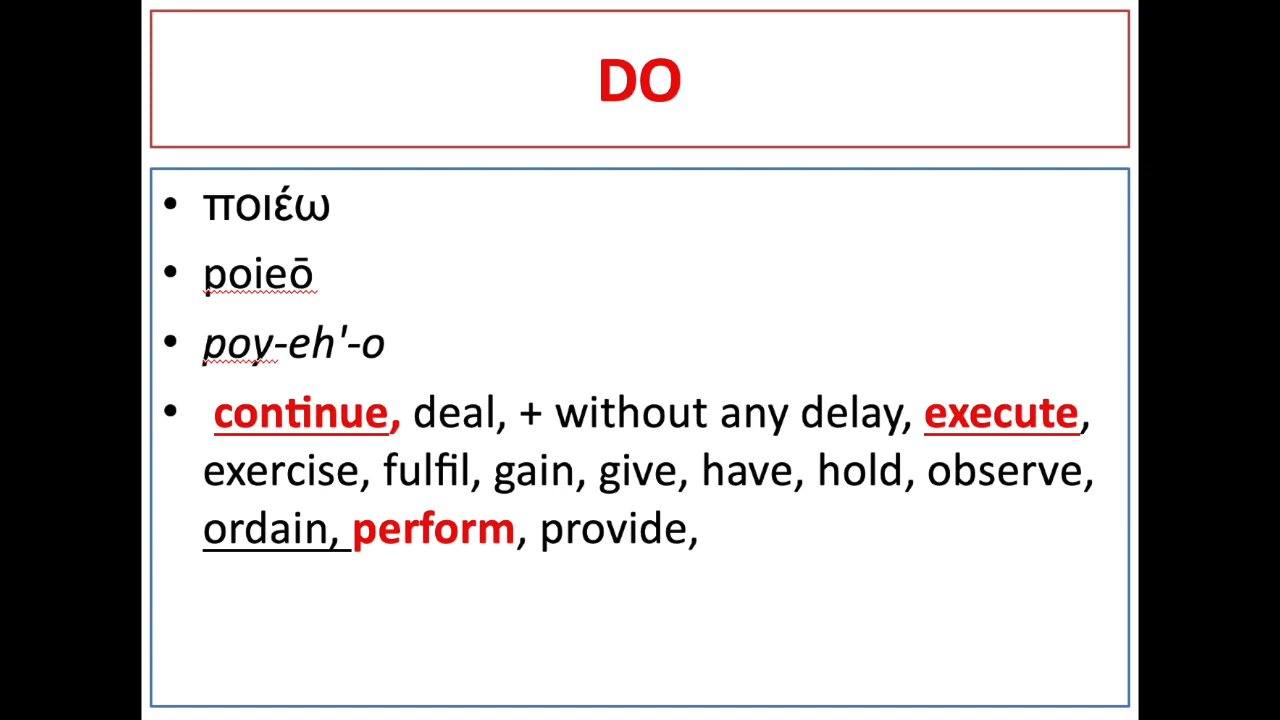 DO
• ποιέω
• poieō
• poy-eh'-o
• continue, deal, + without any delay, execute,
exercise, fulfil, gain, give, have, hold, observe,
ordain, perform, provide,